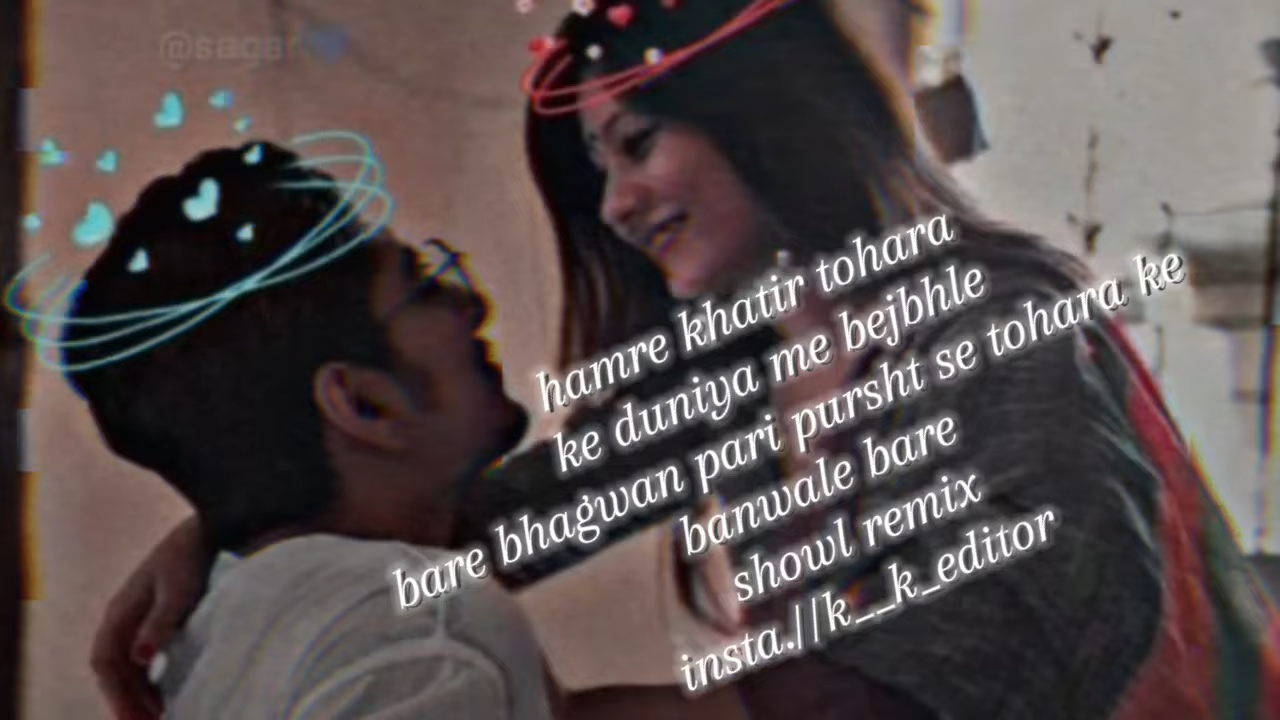 @sagar
hamre khatir tohara
ke duniya me bejbhle
bare bhagwan pari pursht se tohara ke
banwale bare
showl remix
insta.//k__k_editor